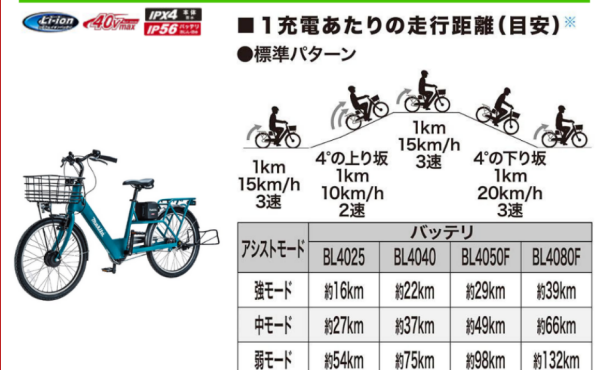 Li-ion
40Vmax
IPX4 車体
IP56 バッテリ
■1充電あたりの走行距離(目安)※
●標準パターン
1km
15km/h
3速
4°の上り坂
1km
10km/h
2速
1km
15km/h
3速
4°の下り坂
1km
20km/h
3速
アシストモード バッテリ
BL4025 BL4040 BL4050F BL4080F
強モード 約16km 約22km 約29km 約39km
中モード 約27km 約37km 約49km 約66km
弱モード 約54km 約75km 約98km 約132km